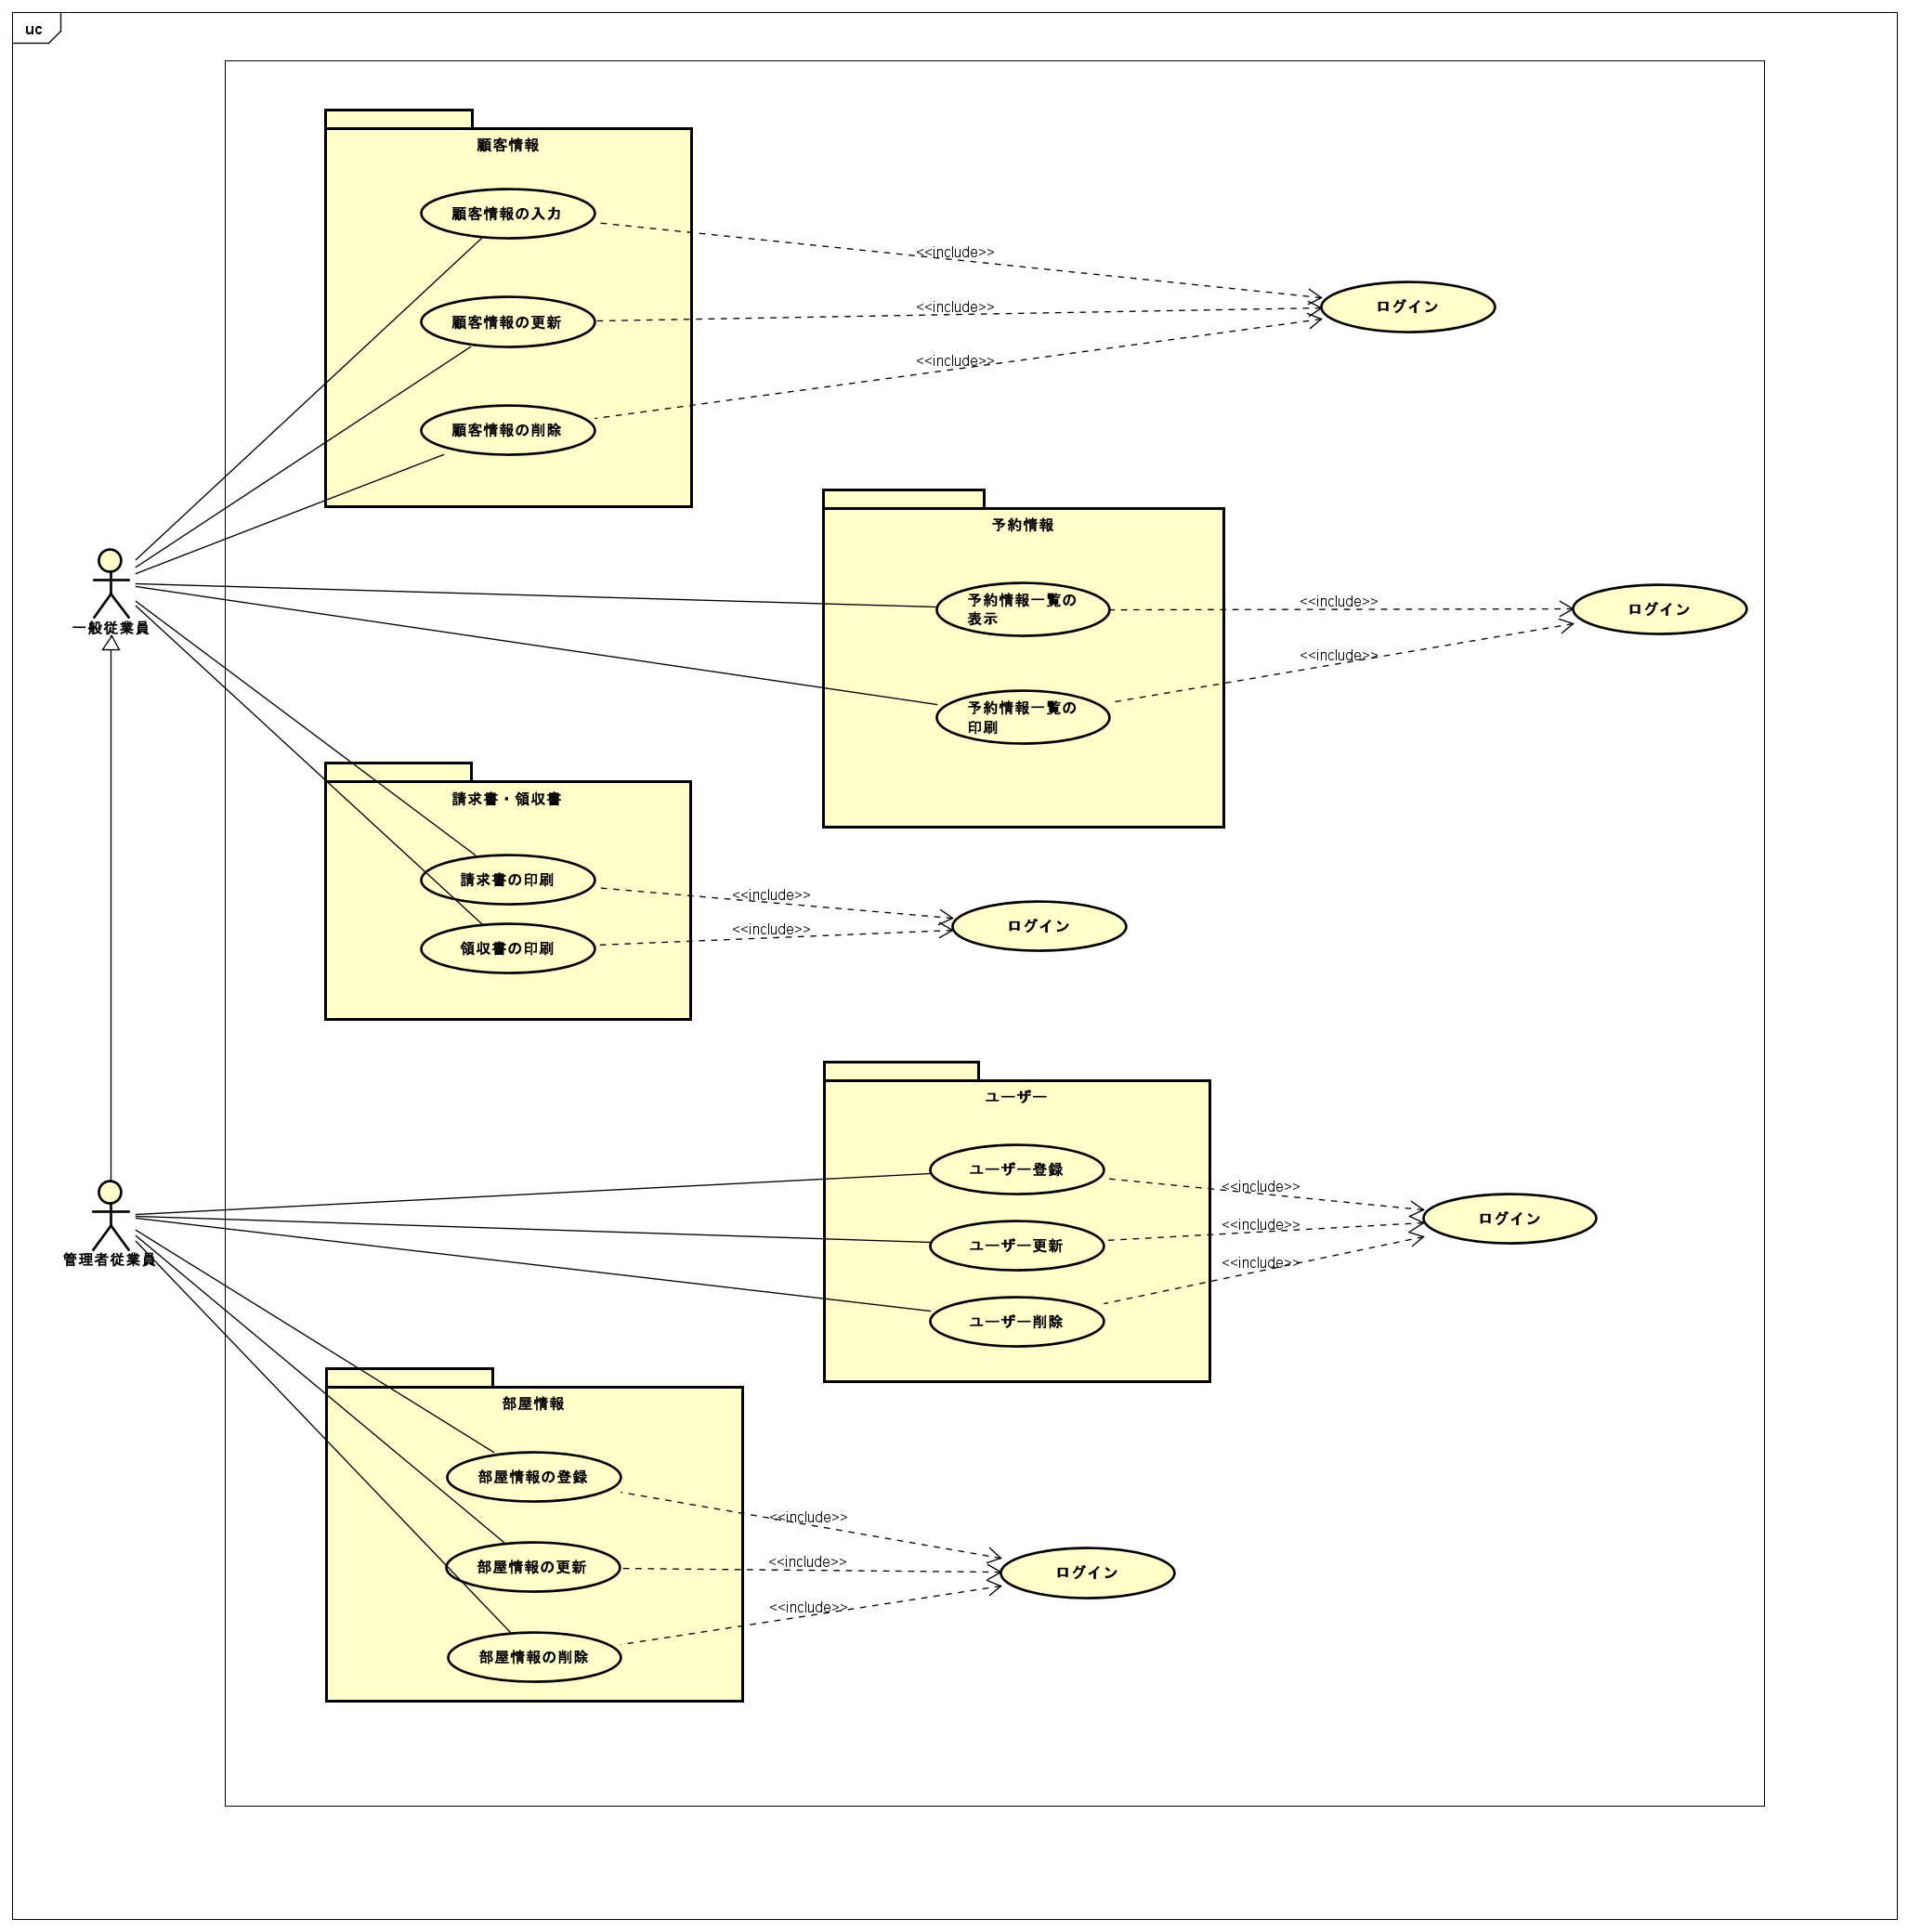 uc
顧客情報
顧客情報の入力
<<include>>
ログイン
<<include>>
顧客情報の更新
<<include>>
顧客情報の削除
予約情報
予約情報一覧の
表示
<<include>>
ログイン
一般従業員
<<include>>
予約情報一覧の
印刷
請求書・領収書
請求書の印刷
<<include>>
ログイン
<<include>>
領収書の印刷
ユーザー
ユーザー登録
<<include>>
ログイン
<<include>>
ユーザー更新
管理者従業員
<<include>>
ユーザー削除
部屋情報
部屋情報の登録
<<include>>
<<include>>
部屋情報の更新
ログイン
<<include>>
部屋情報の削除